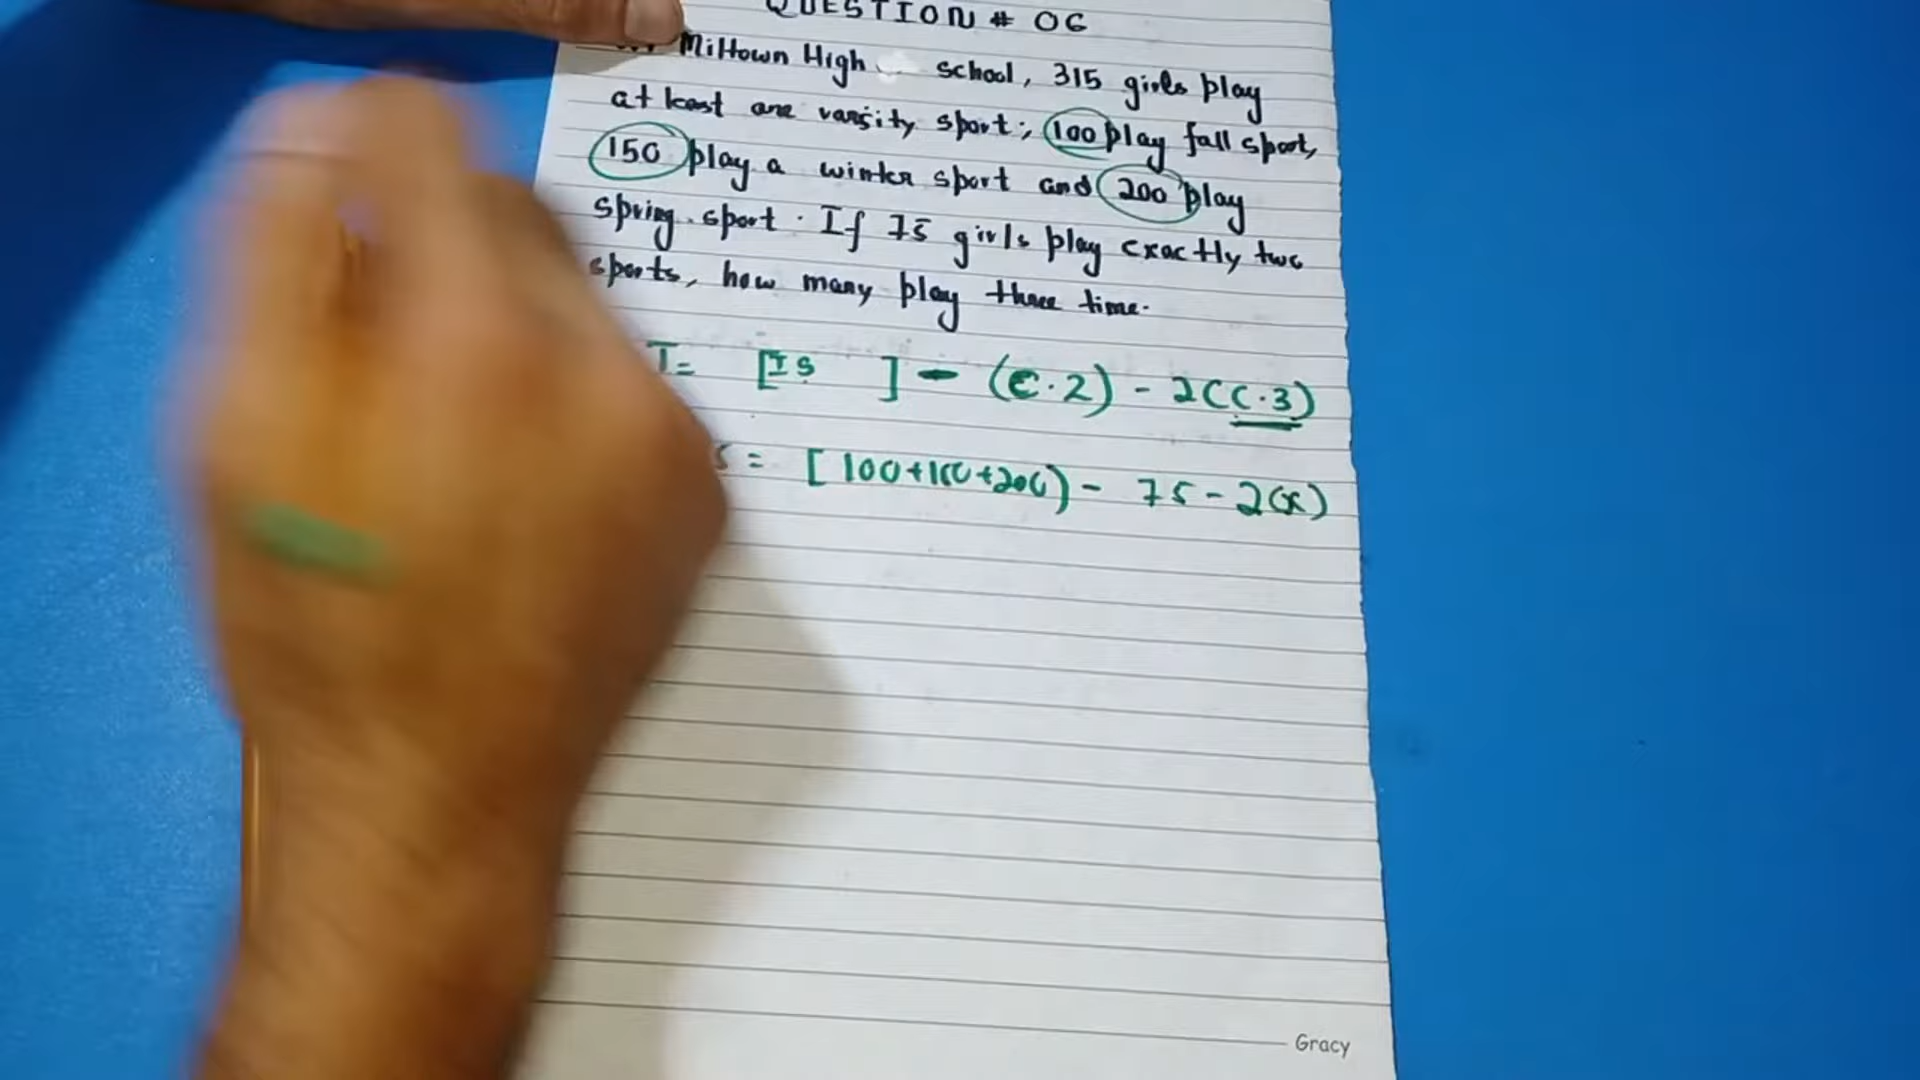 QUESTION # 06
Miltown High school, 315 girls play
at least one varsity sport; 100 play fall sport,
150 play a winter sport and 200 play
spring sport. If 75 girls play exactly two
sports, how many play three time.
T= [IS ] - (C.2) - 2(C.3)
5 = [100+150+200) - 75-2(x)
Gracy